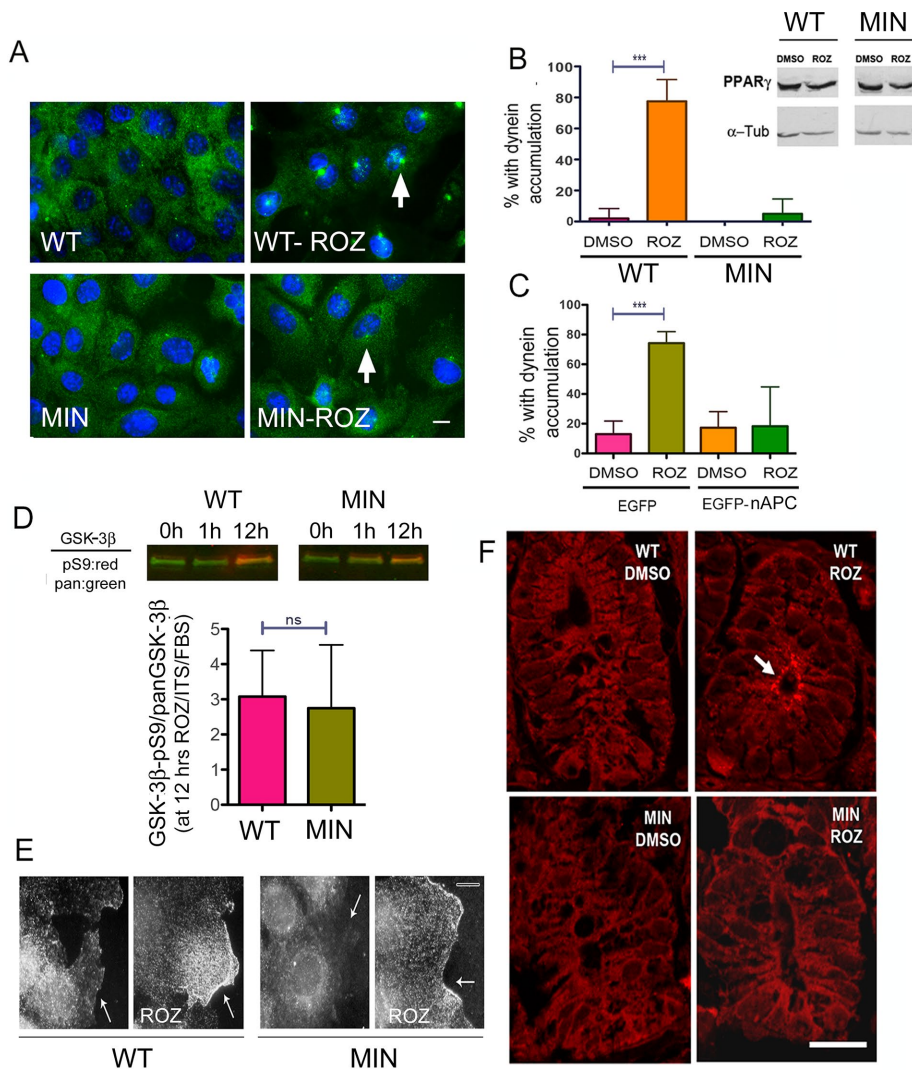 A
WT
WT- ROZ
MIN
MIN-ROZ
B
% with dynein
accumulation
100
80
60
40
20
0
***
DMSO ROZ DMSO ROZ
WT MIN
WT MIN
DMSO ROZ DMSO ROZ
PPARγ
α–Tub
C
% with dynein
accumulation
100
80
60
40
20
0
***
DMSO ROZ DMSO ROZ
EGFP EGFP-nAPC
D
WT MIN
GSK-3β 0h 1h 12h 0h 1h 12h
pS9:red
pan:green
GSK-3β-pS9/panGSK-3β
(at 12 hrs ROZ/ITS/FBS)
5
4
3
2
1
0
ns
WT MIN
E
ROZ ROZ
WT MIN
F
WT
DMSO
WT
ROZ
MIN
DMSO
MIN
ROZ